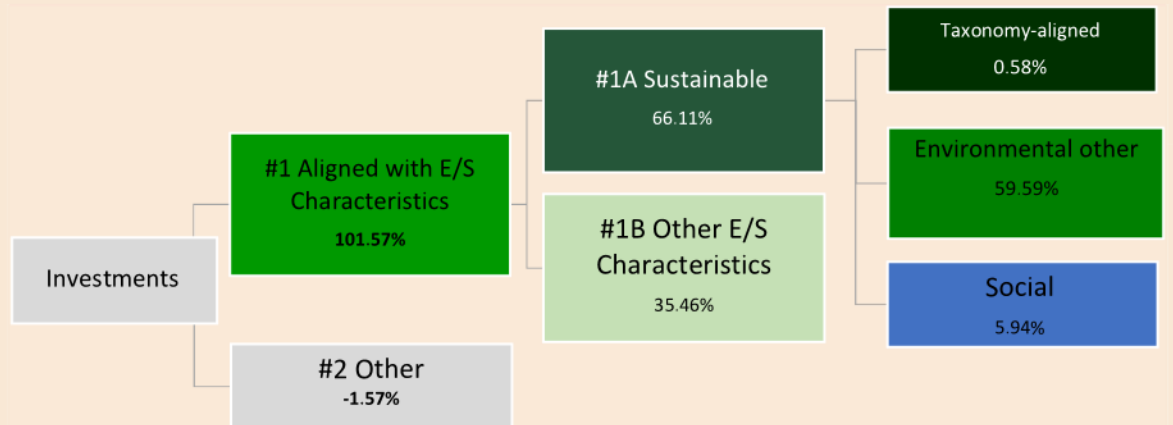 Investments
#1 Aligned with E/S
Characteristics
101.57%
#2 Other
-1.57%
#1A Sustainable
66.11%
#1B Other E/S
Characteristics
35.46%
Taxonomy-aligned
0.58%
Environmental other
59.59%
Social
5.94%